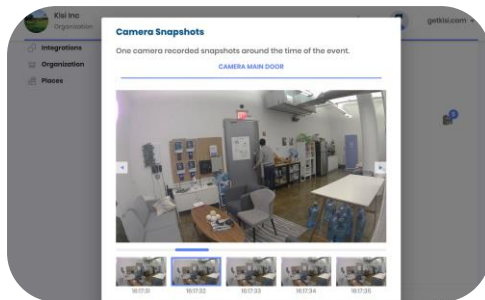 Kisi Inc
Organization
getkisi.com
Integrations
Organization
Places
Camera Snapshots
One camera recorded snapshots around the time of the event.
CAMERA MAIN DOOR
16:17:31
16:17:32
16:17:33
16:17:34
16:17:35